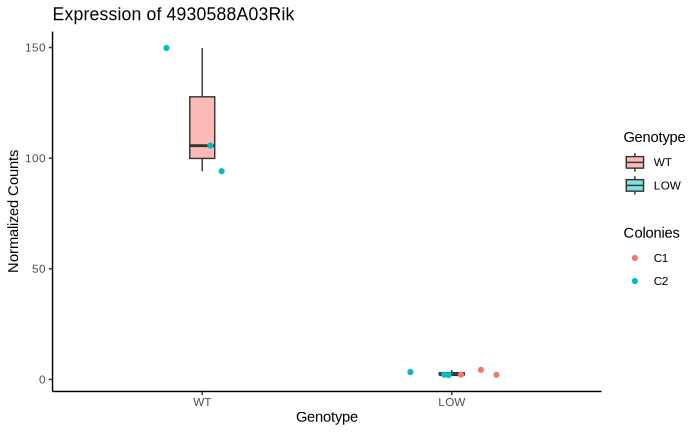 Expression of 4930588A03Rik
Normalized Counts
150
100
50
0
WT
LOW
Genotype
Genotype
WT
LOW
Colonies
C1
C2